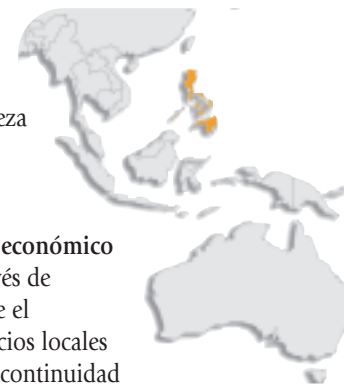 eza
económico
vés de
e el
cios locales
continuidad